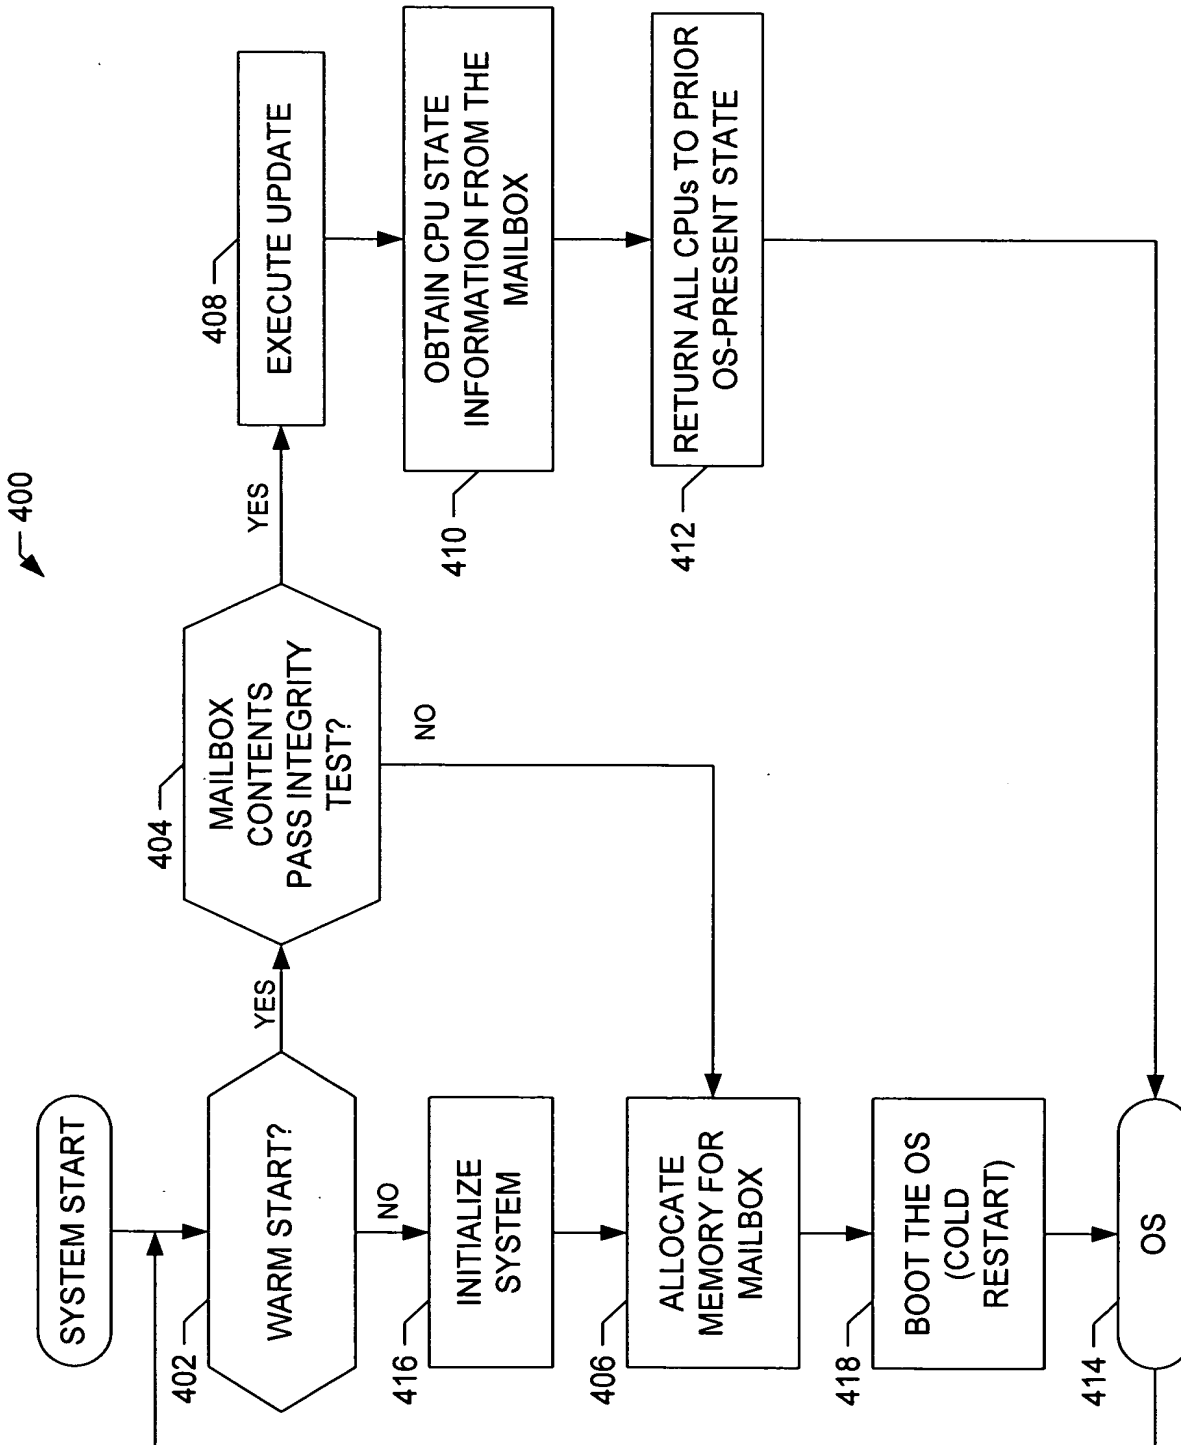 400
SYSTEM START
402
WARM START?
YES
NO
404
MAILBOX
CONTENTS
PASS INTEGRITY
TEST?
YES
NO
408
EXECUTE UPDATE
410
OBTAIN CPU STATE
INFORMATION FROM THE
MAILBOX
412
RETURN ALL CPUs TO PRIOR
OS-PRESENT STATE
416
INITIALIZE
SYSTEM
406
ALLOCATE
MEMORY FOR
MAILBOX
418
BOOT THE OS
(COLD
RESTART)
414
OS